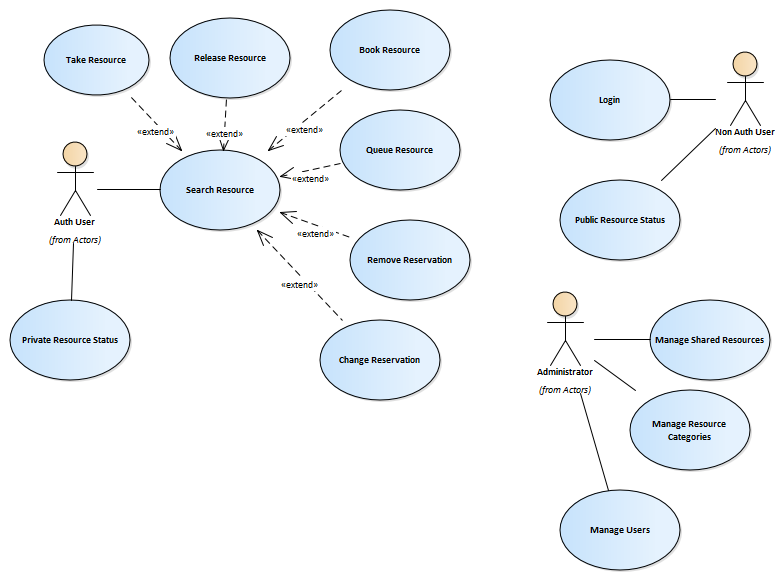 Take Resource
Release Resource
Book Resource
«extend»
«extend»
«extend»
Queue Resource
Search Resource
«extend»
Auth User
(from Actors)
«extend»
Remove Reservation
«extend»
Private Resource Status
Change Reservation
Login
Non Auth User
(from Actors)
Public Resource Status
Administrator
(from Actors)
Manage Shared Resources
Manage Resource
Categories
Manage Users